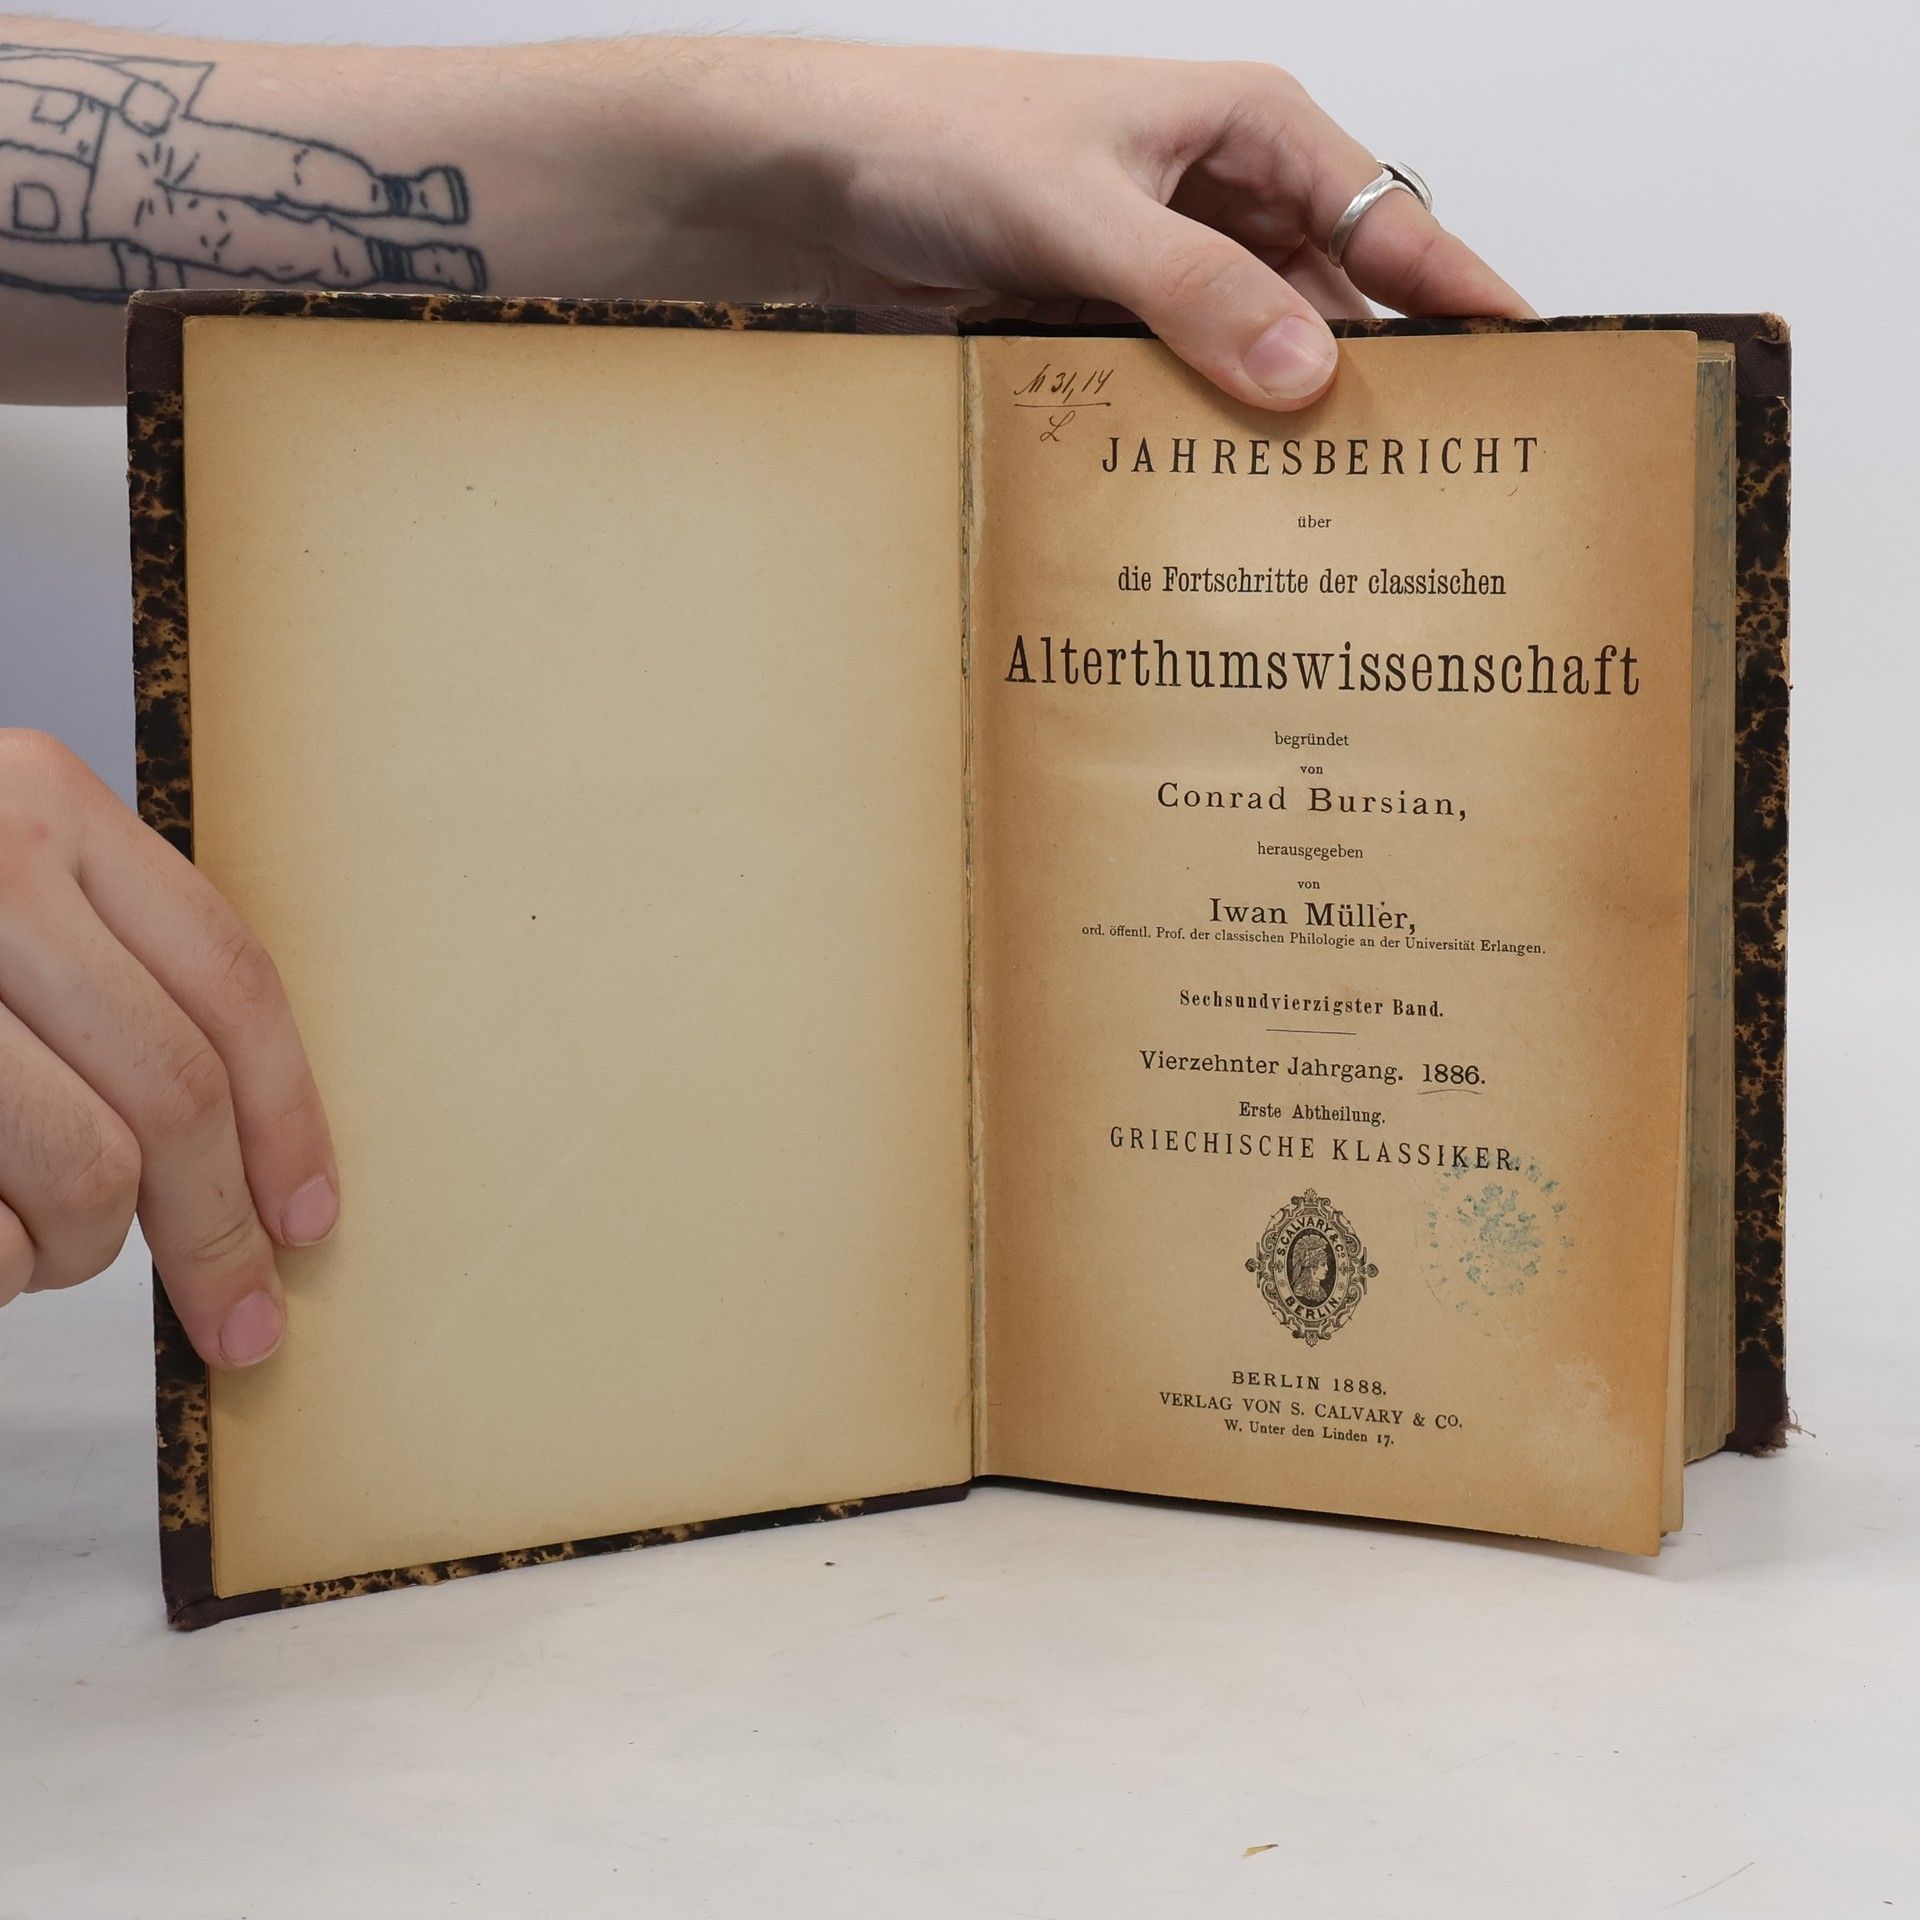 M 31, 14
L
JAHRESBERICHT
über
die Fortschritte der classischen
Alterthumswissenschaft
begründet
von
Conrad Bursian,
herausgegeben
von
Iwan Müller,
ord. öffentl. Prof. der classischen Philologie an der Universität Erlangen.
Sechsundvierzigster Band.
Vierzehnter Jahrgang. 1886.
Erste Abtheilung.
GRIECHISCHE KLASSIKER.
S. CALVARY & Co
BERLIN.
BERLIN 1888.
VERLAG VON S. CALVARY & CO.
W. Unter den Linden 17.